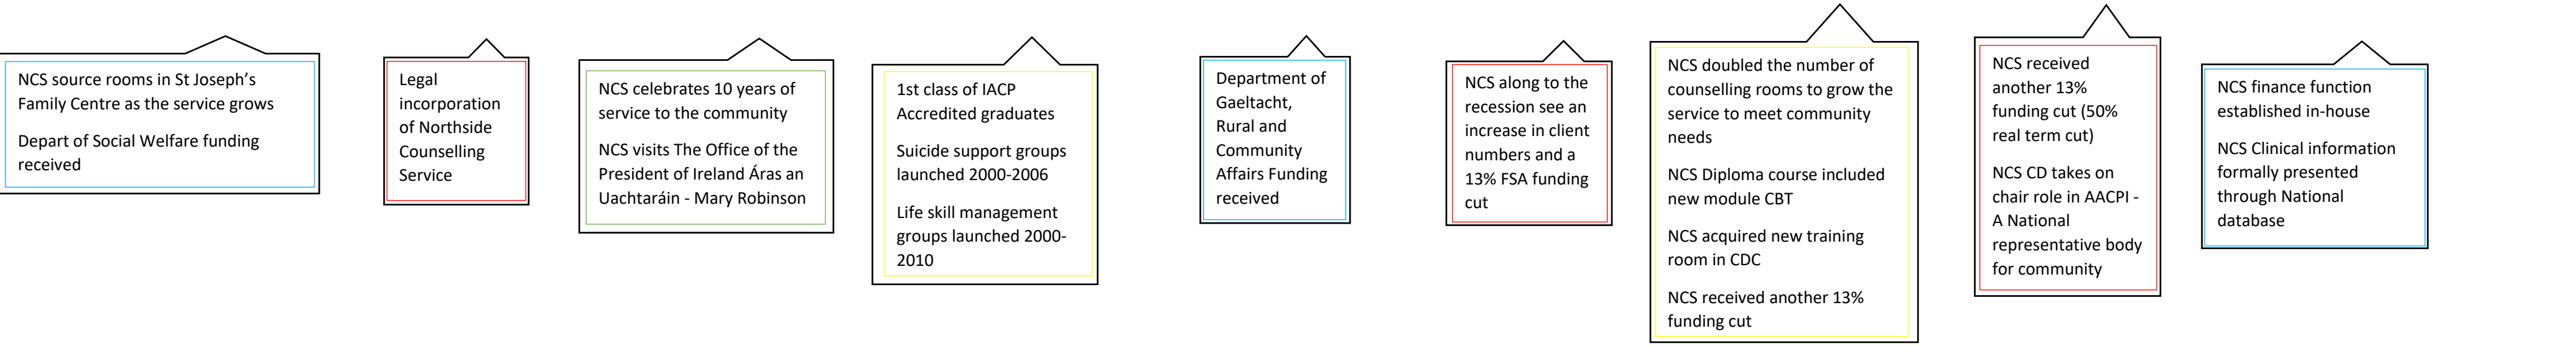 NCS source rooms in St Joseph’s
Family Centre as the service grows
Depart of Social Welfare funding
received
Legal
incorporation
of Northside
Counselling
Service
NCS celebrates 10 years of
service to the community
NCS visits The Office of the
President of Ireland Áras an
Uachtaráin - Mary Robinson
1st class of IACP
Accredited graduates
Suicide support groups
launched 2000-2006
Life skill management
groups launched 2000-
2010
Department of
Gaeltacht,
Rural and
Community
Affairs Funding
received
NCS along to the
recession see an
increase in client
numbers and a
13% FSA funding
cut
NCS doubled the number of
counselling rooms to grow the
service to meet community
needs
NCS Diploma course included
new module CBT
NCS acquired new training
room in CDC
NCS received another 13%
funding cut
NCS received
another 13%
funding cut (50%
real term cut)
NCS CD takes on
chair role in AACPI -
A National
representative body
for community
NCS finance function
established in-house
NCS Clinical information
formally presented
through National
database